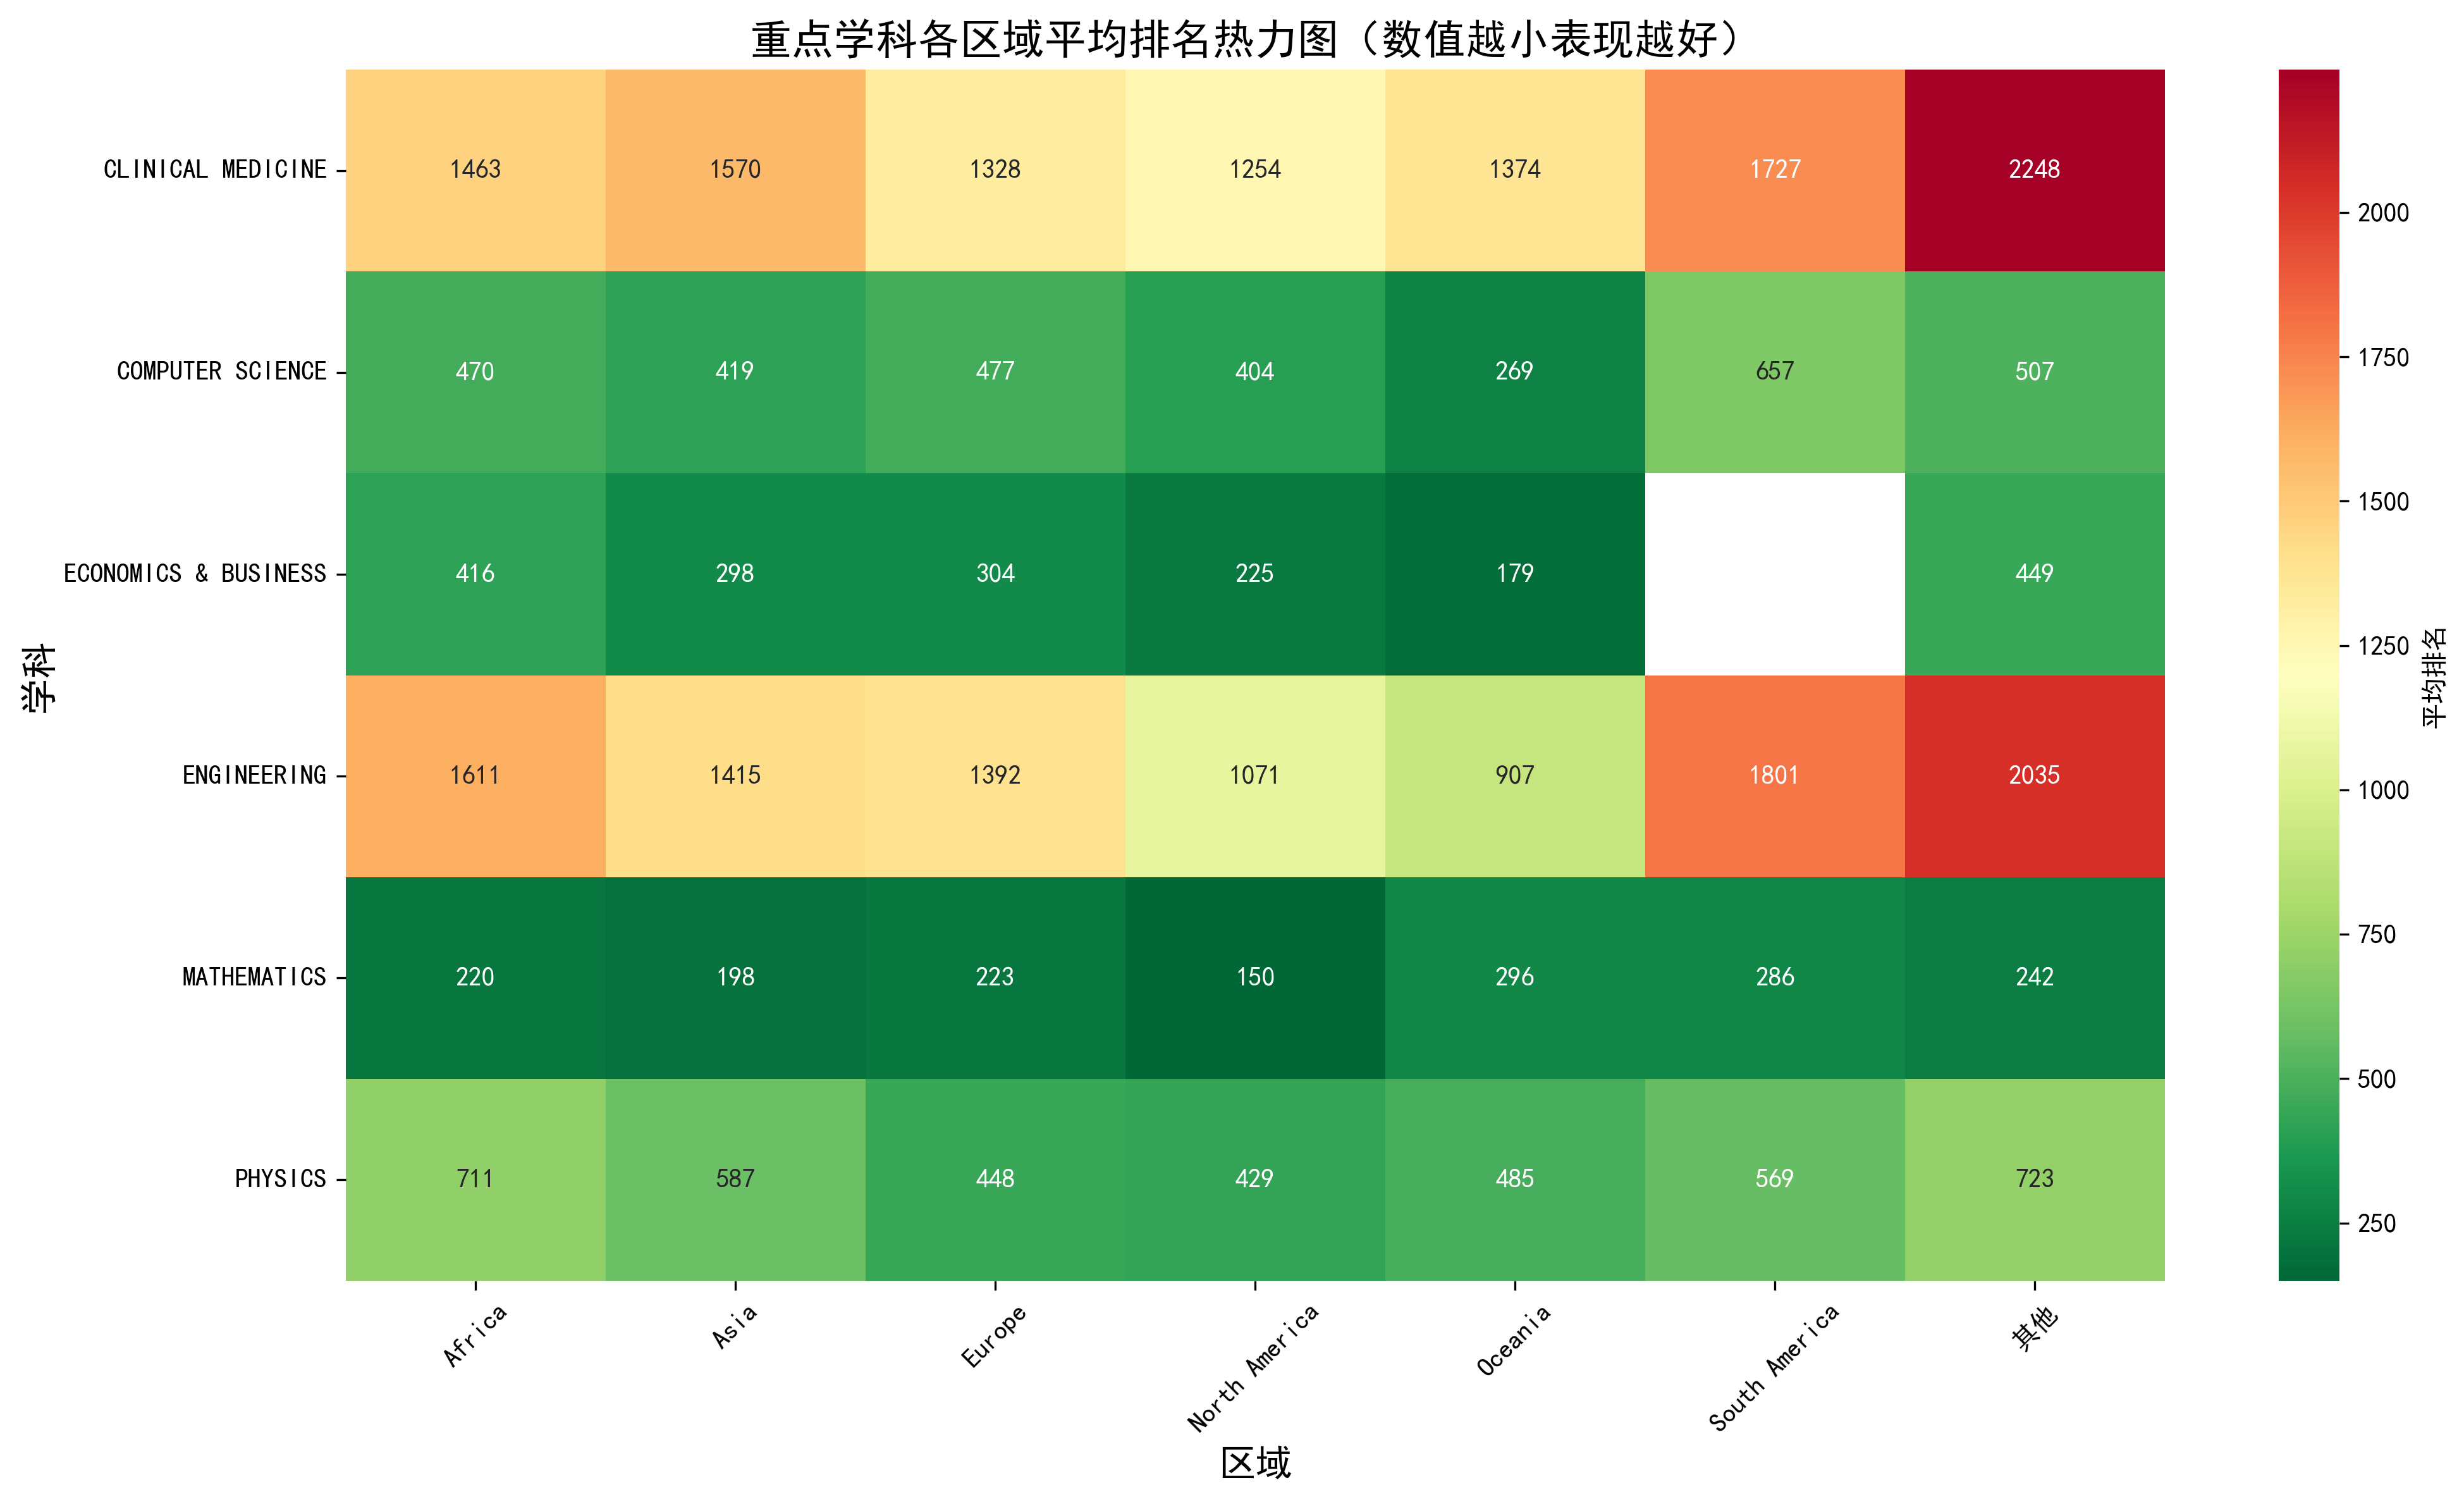 重点学科各区域平均排名热力图（数值越小表现越好）
学科
CLINICAL MEDICINE 1463 1570 1328 1254 1374 1727 2248
COMPUTER SCIENCE 470 419 477 404 269 657 507
ECONOMICS & BUSINESS 416 298 304 225 179 449
ENGINEERING 1611 1415 1392 1071 907 1801 2035
MATHEMATICS 220 198 223 150 296 286 242
PHYSICS 711 587 448 429 485 569 723
Africa Asia Europe North America Oceania South America 其他
区域
2000
1750
1500
1250
1000
750
500
250
平均排名